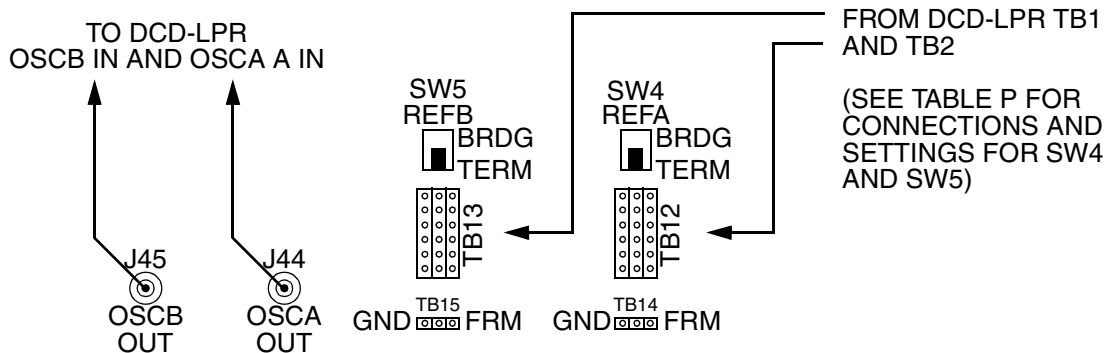 TO DCD-LPR
OSCB IN AND OSCA A IN
FROM DCD-LPR TB1
AND TB2
(SEE TABLE P FOR
CONNECTIONS AND
SETTINGS FOR SW4
AND SW5)
SW5
REFB
BRDG
TERM
TB13
SW4
REFA
BRDG
TERM
TB12
J45
OSCB
OUT
J44
OSCA
OUT
TB15
GND FRM
TB14
GND FRM